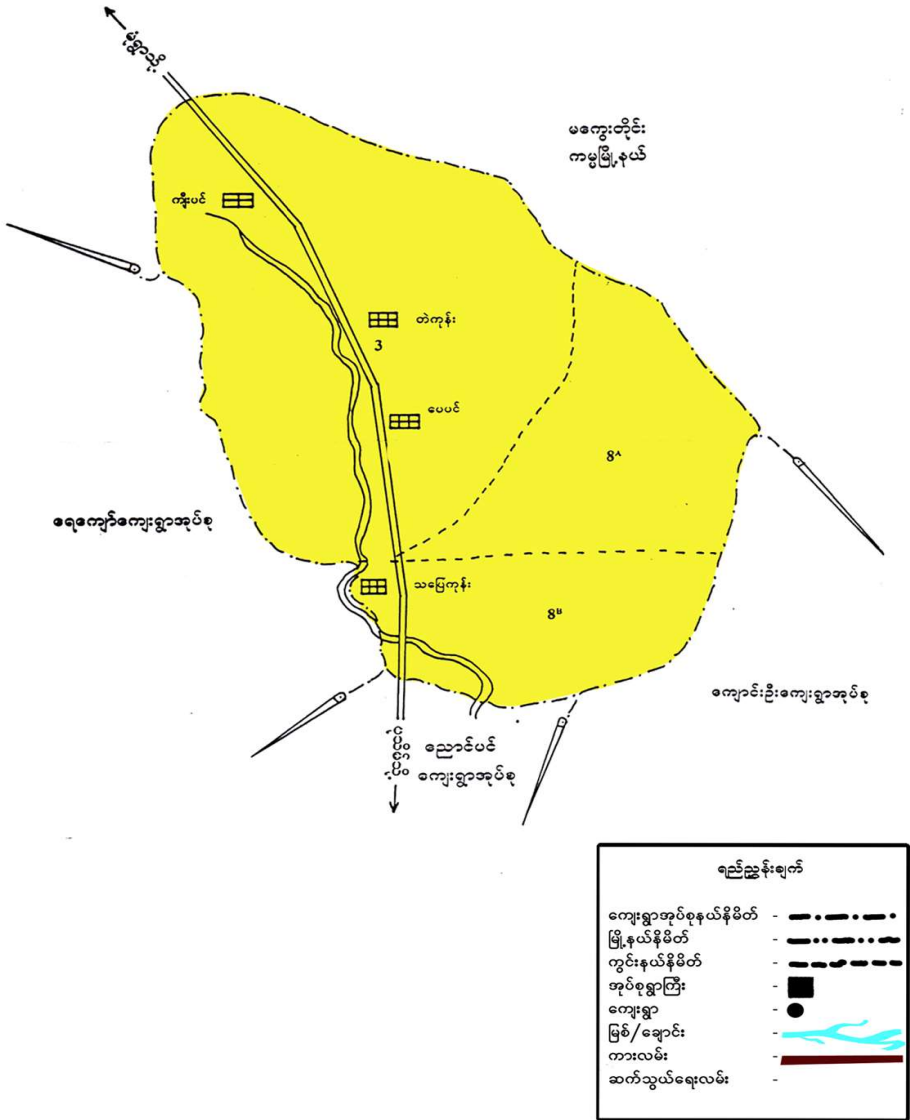 မုံရွာသို့
မကွေးတိုင်း
ကမ္မမြို့နယ်
ကျီးပင်
တဲကုန်း
3
ပေပင်
8ᴬ
ရေကျော်ကျေးရွာအုပ်စု
သပြေကုန်း
8ᴮ
ကျောင်းဦးကျေးရွာအုပ်စု
ညောင်ပင်
ကျေးရွာအုပ်စု
ရည်ညွှန်းချက်
ကျေးရွာအုပ်စုနယ်နိမိတ် -
မြို့နယ်နိမိတ် -
ကွင်းနယ်နိမိတ် -
အုပ်စုရွာကြီး -
ကျေးရွာ -
မြစ်/ချောင်း -
ကားလမ်း -
ဆက်သွယ်ရေးလမ်း -